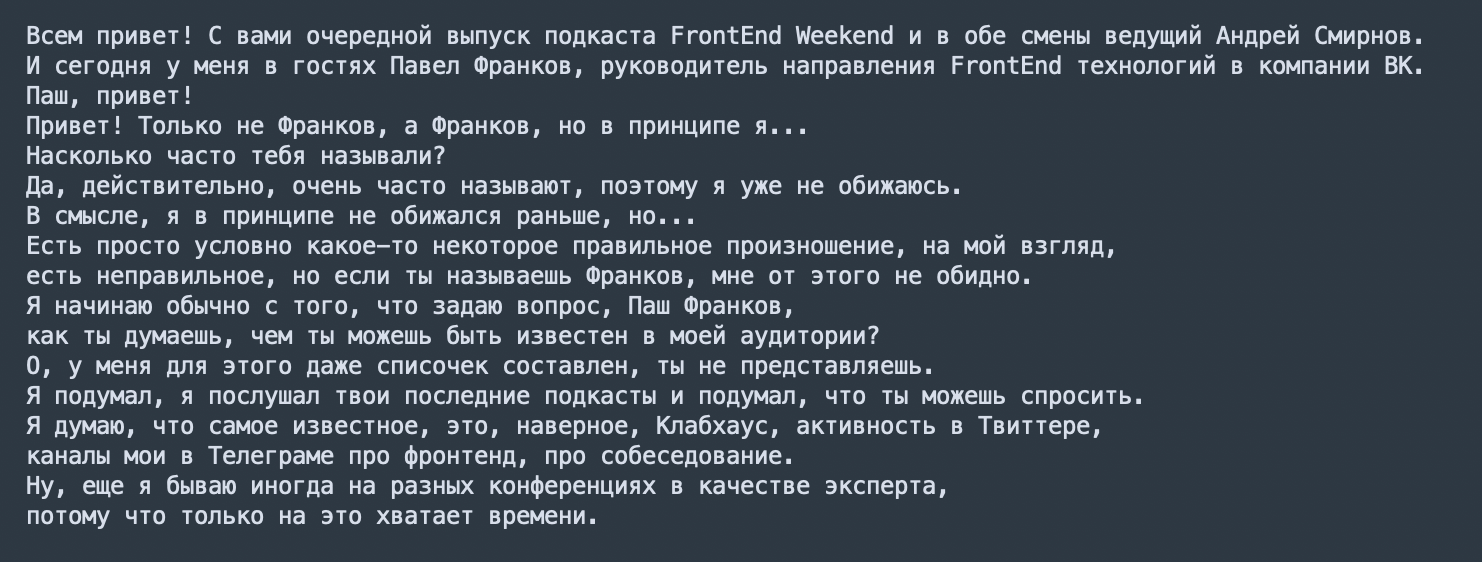 Всем привет! С вами очередной выпуск подкаста FrontEnd Weekend и в обе смены ведущий Андрей Смирнов.
И сегодня у меня в гостях Павел Франков, руководитель направления FrontEnd технологий в компании ВК.
Паш, привет!
Привет! Только не Франков, а Франков, но в принципе я...
Насколько часто тебя называли?
Да, действительно, очень часто называют, поэтому я уже не обижаюсь.
В смысле, я в принципе не обижался раньше, но...
Есть просто условно какое-то некоторое правильное произношение, на мой взгляд,
есть неправильное, но если ты называешь Франков, мне от этого не обидно.
Я начинаю обычно с того, что задаю вопрос, Паш Франков,
как ты думаешь, чем ты можешь быть известен в моей аудитории?
О, у меня для этого даже списочек составлен, ты не представляешь.
Я подумал, я послушал твои последние подкасты и подумал, что ты можешь спросить.
Я думаю, что самое известное, это, наверное, Клабхаус, активность в Твиттере,
каналы мои в Телеграме про фронтенд, про собеседование.
Ну, еще я бываю иногда на разных конференциях в качестве эксперта,
потому что только на это хватает времени.